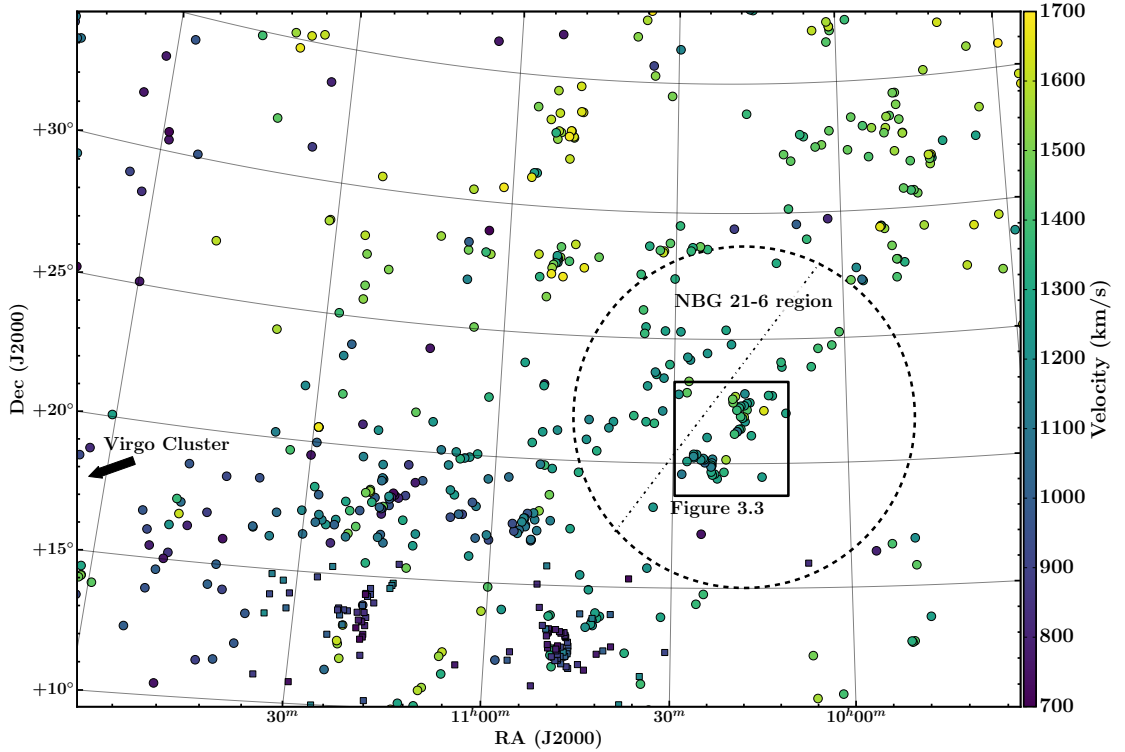 1700
1600
1500
1400
1300
1200
1100
1000
900
800
700
Velocity (km/s)
+30°
+25°
+20°
+15°
+10°
Dec (J2000)
NBG 21-6 region
Virgo Cluster
Figure 3.3
30ᵐ
11ʰ00ᵐ
30ᵐ
10ʰ00ᵐ
RA (J2000)